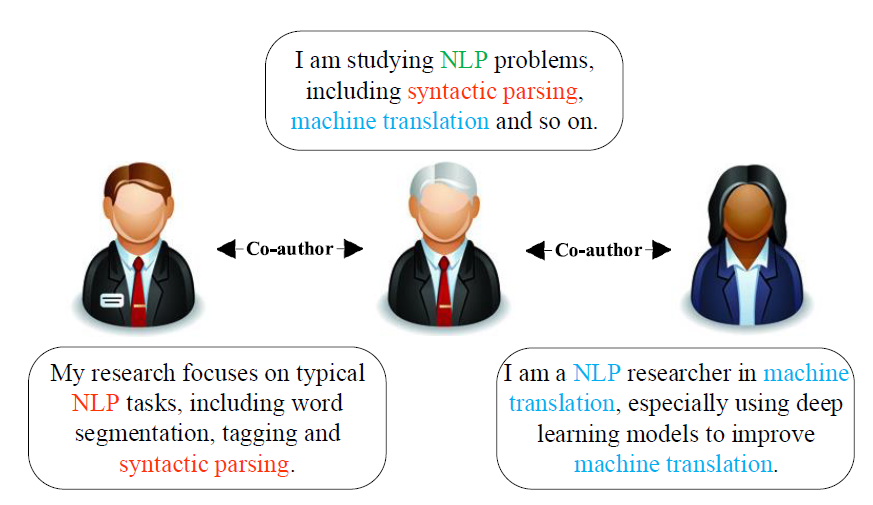 I am studying NLP problems,
including syntactic parsing,
machine translation and so on.
Co-author
Co-author
My research focuses on typical
NLP tasks, including word
segmentation, tagging and
syntactic parsing.
I am a NLP researcher in machine
translation, especially using deep
learning models to improve
machine translation.